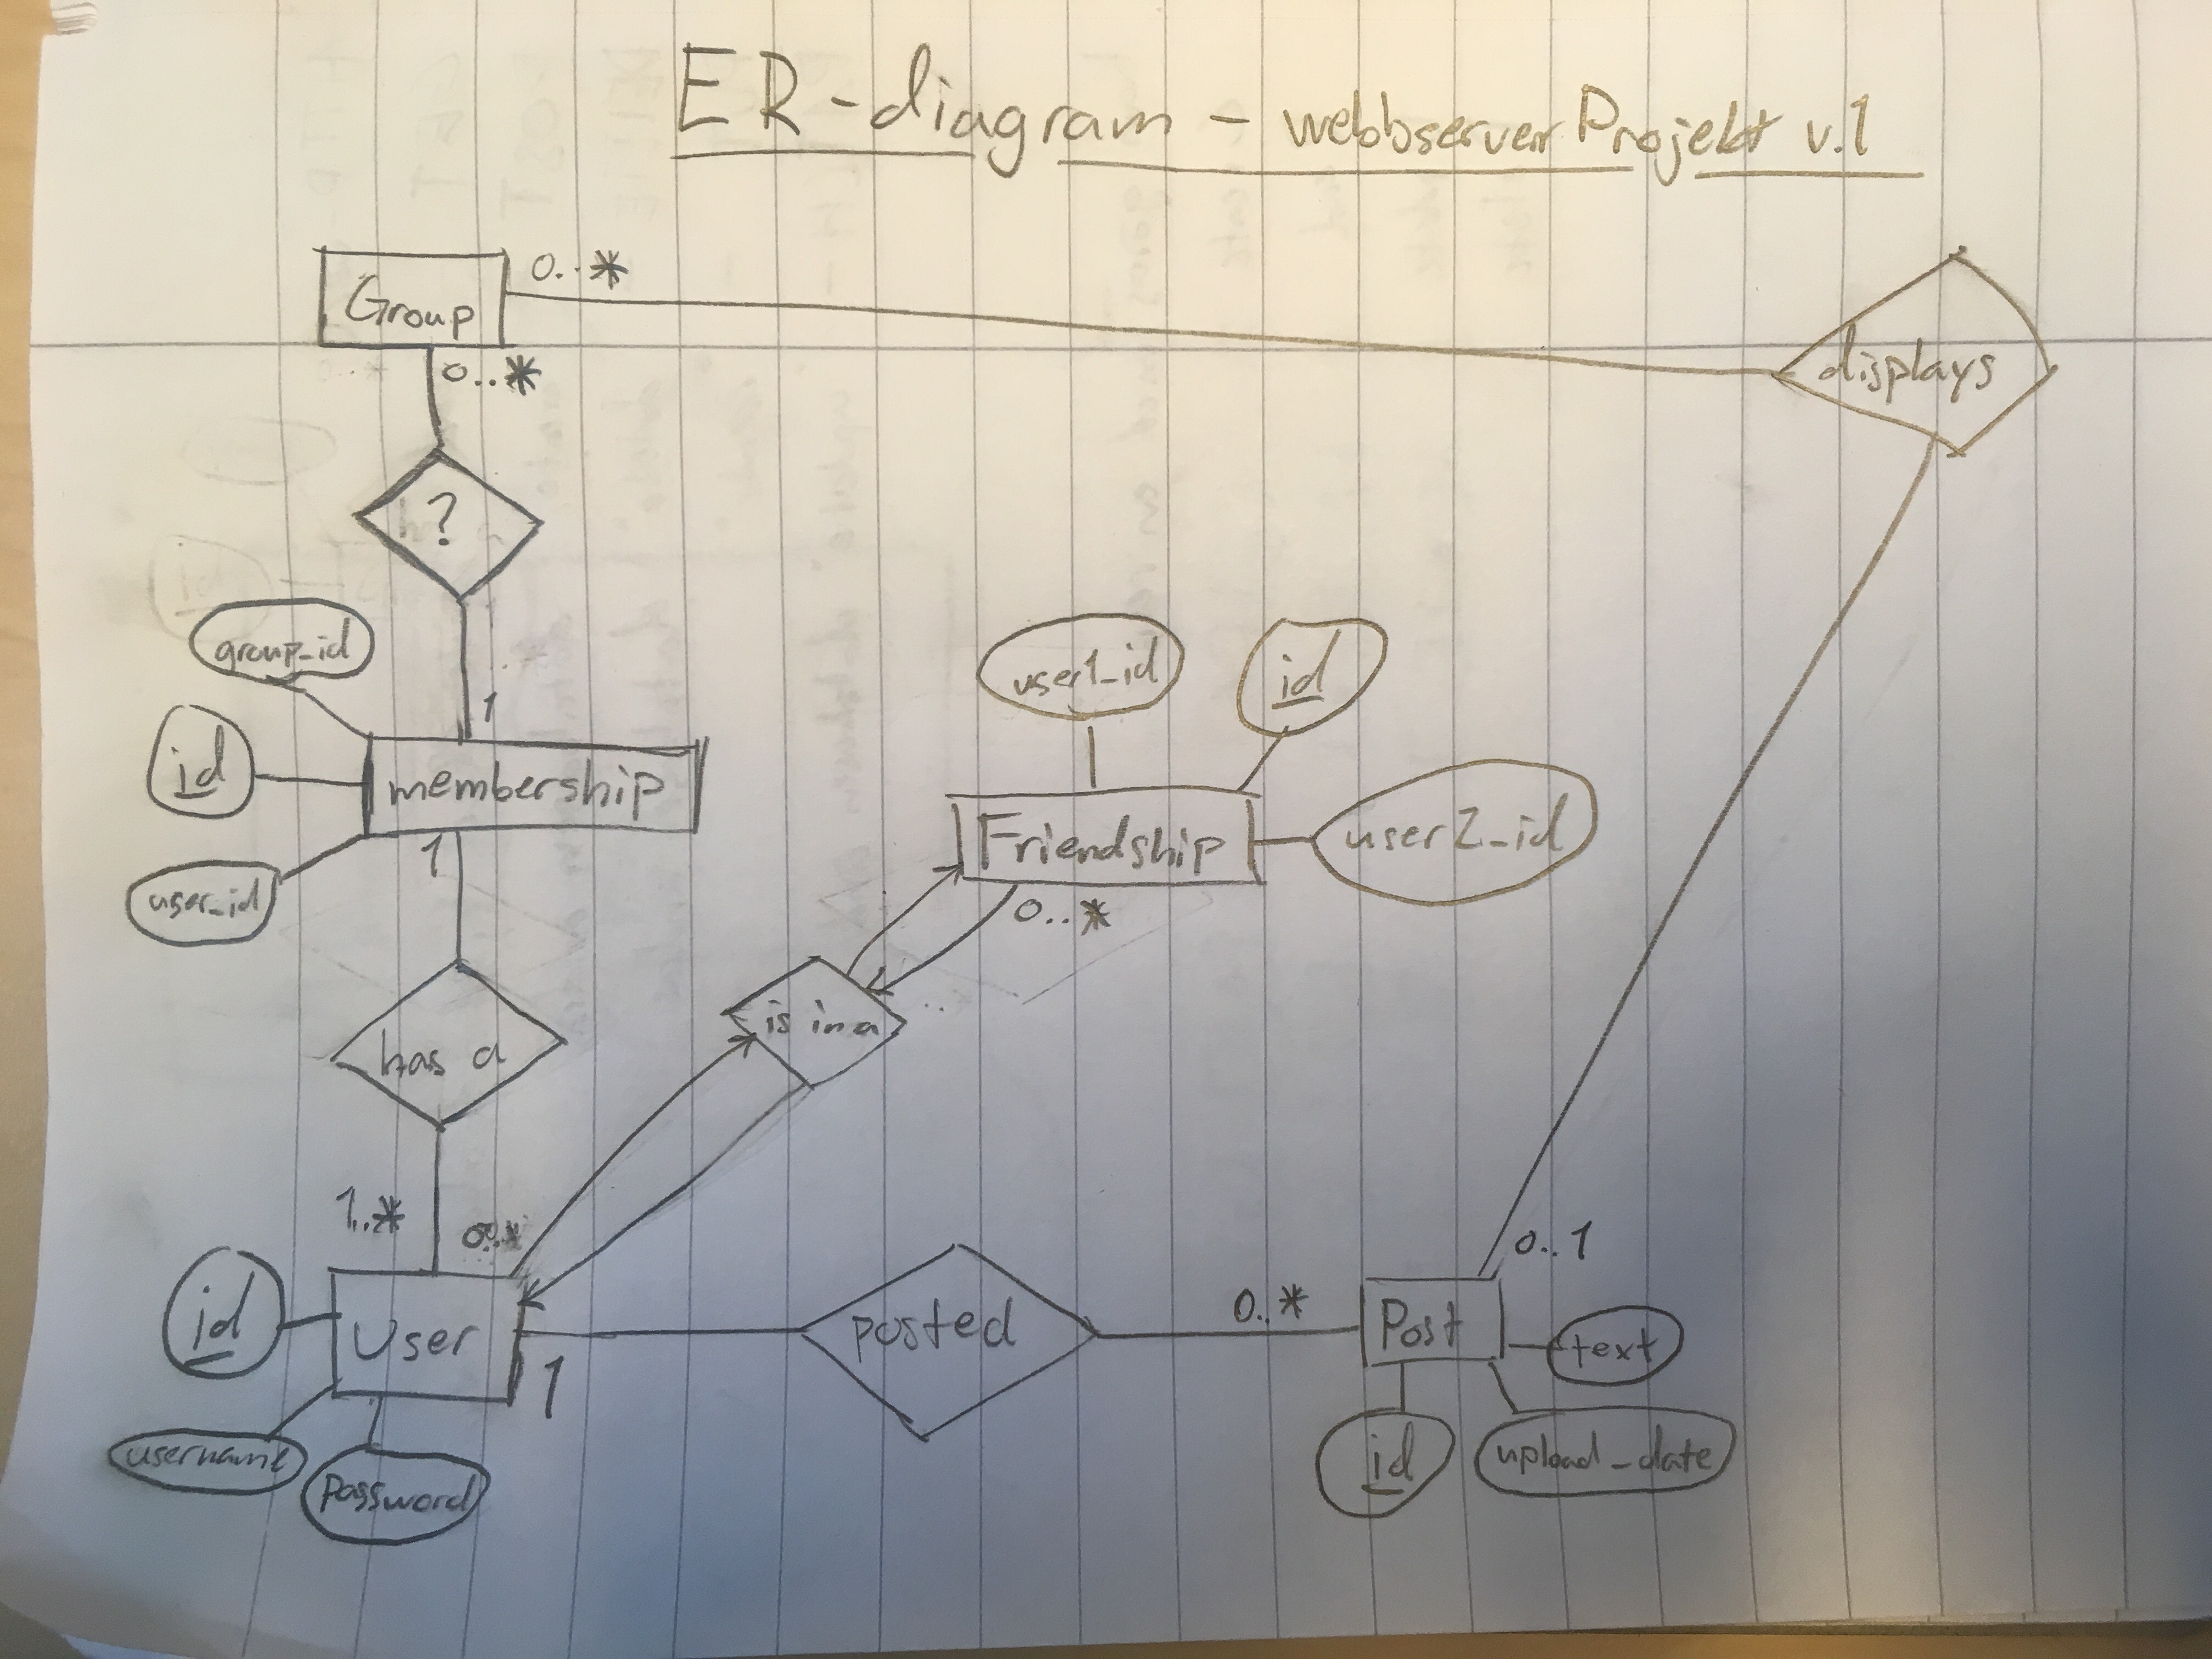 ER-diagram - webbserver Projekt v.1
Group
0..*
0..*
displays
?
group_id
1
id
membership
1
user_id
user1_id
id
Friendship
user2_id
0..*
is in a
has a
1..*
0..*
0..1
id
User
1
posted
0..*
Post
text
username
password
id
upload_date